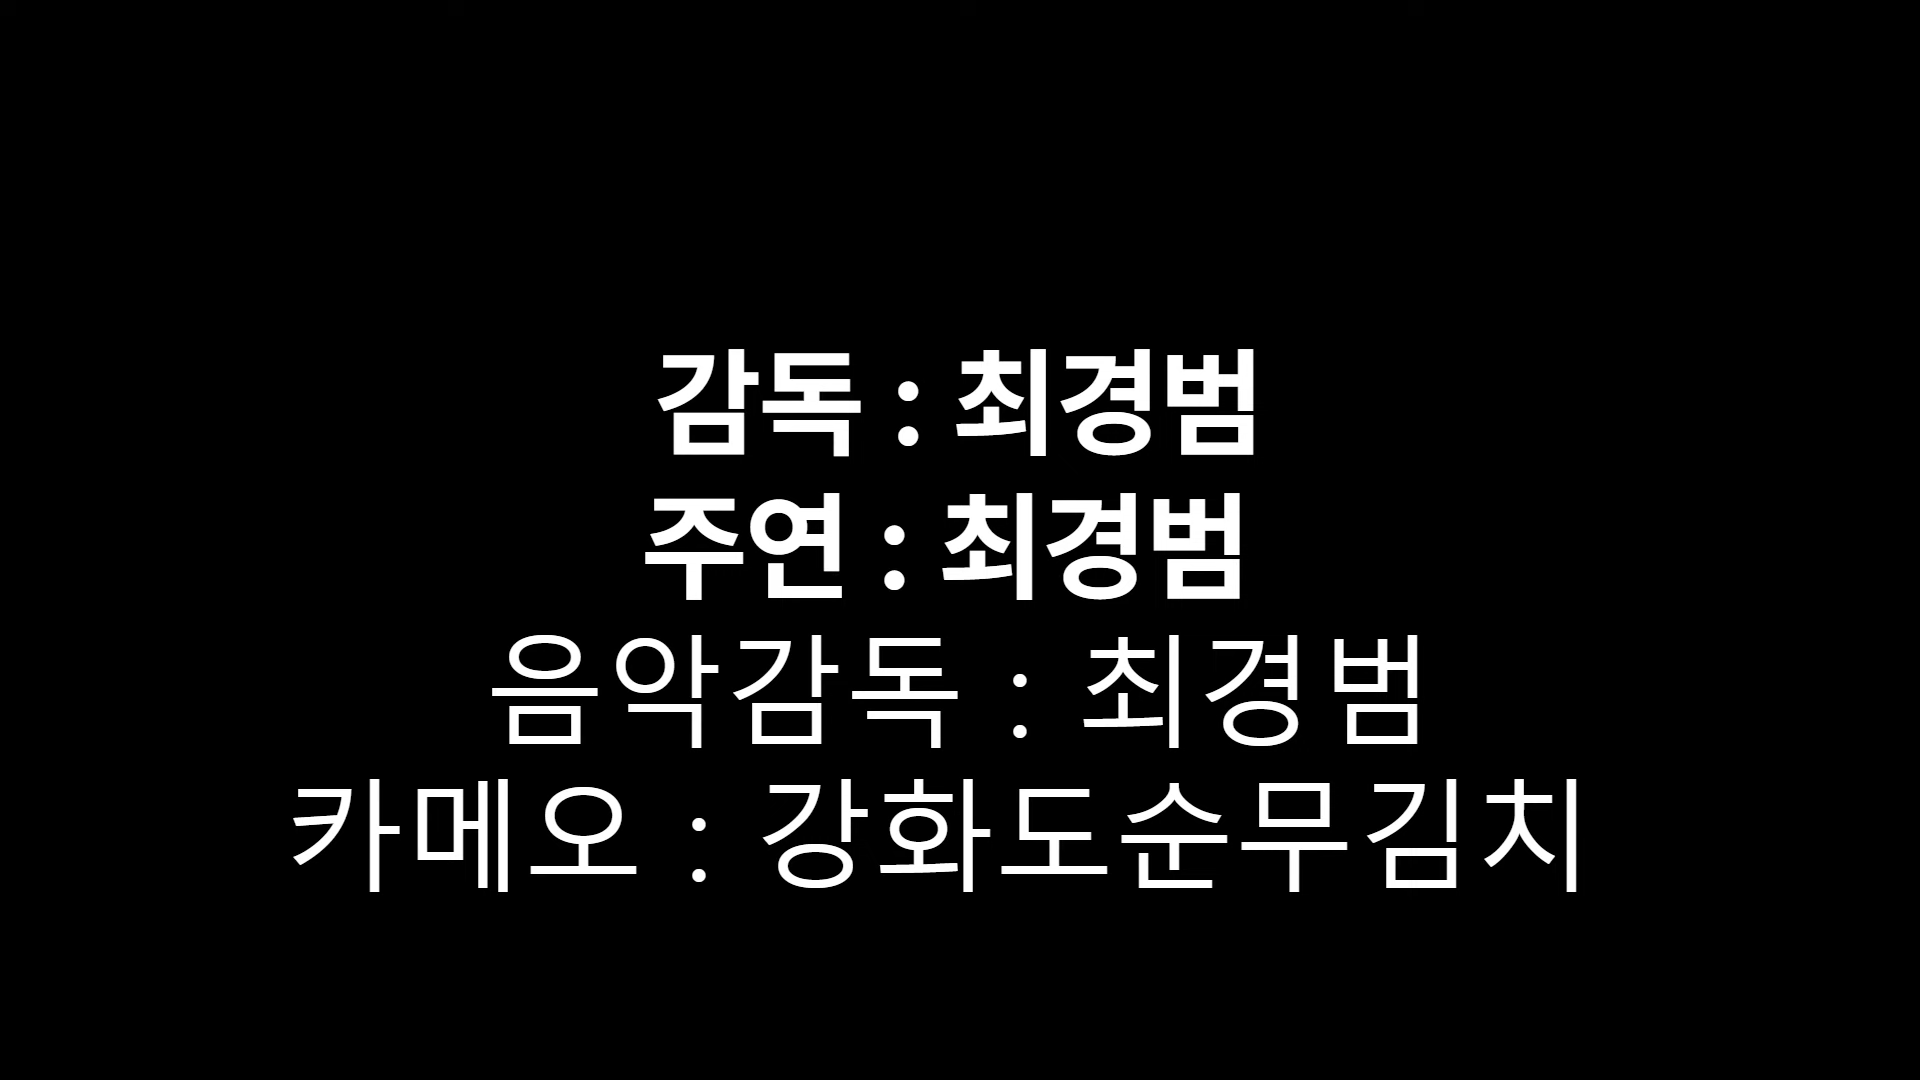 감독 : 최경범
주연 : 최경범
음악감독 : 최경범
카메오 : 강화도순무김치